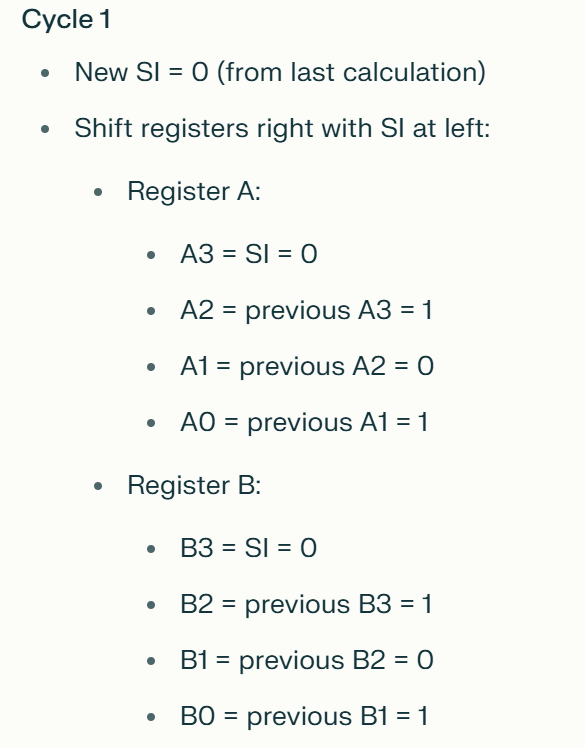 Cycle 1
New SI = 0 (from last calculation)
Shift registers right with SI at left:
Register A:
A3 = SI = 0
A2 = previous A3 = 1
A1 = previous A2 = 0
A0 = previous A1 = 1
Register B:
B3 = SI = 0
B2 = previous B3 = 1
B1 = previous B2 = 0
B0 = previous B1 = 1